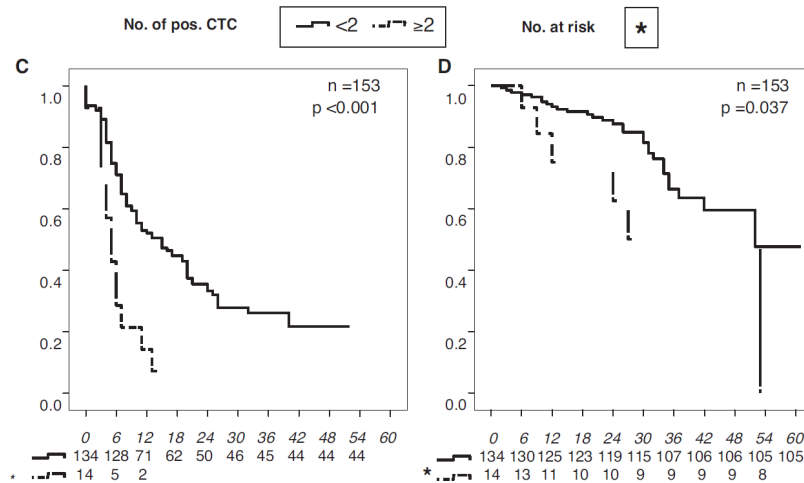 No. of pos. CTC <2 ≥2 No. at risk *
C D
n =153
p <0.001
1.0
0.8
0.6
0.4
0.2
0.0
0 6 12 18 24 30 36 42 48 54 60
134 128 71 62 50 46 45 44 44 44
* 14 5 2
n =153
p =0.037
1.0
0.8
0.6
0.4
0.2
0.0
0 6 12 18 24 30 36 42 48 54 60
134 130 125 123 119 115 107 106 106 105 105
* 14 13 11 10 10 9 9 9 9 8